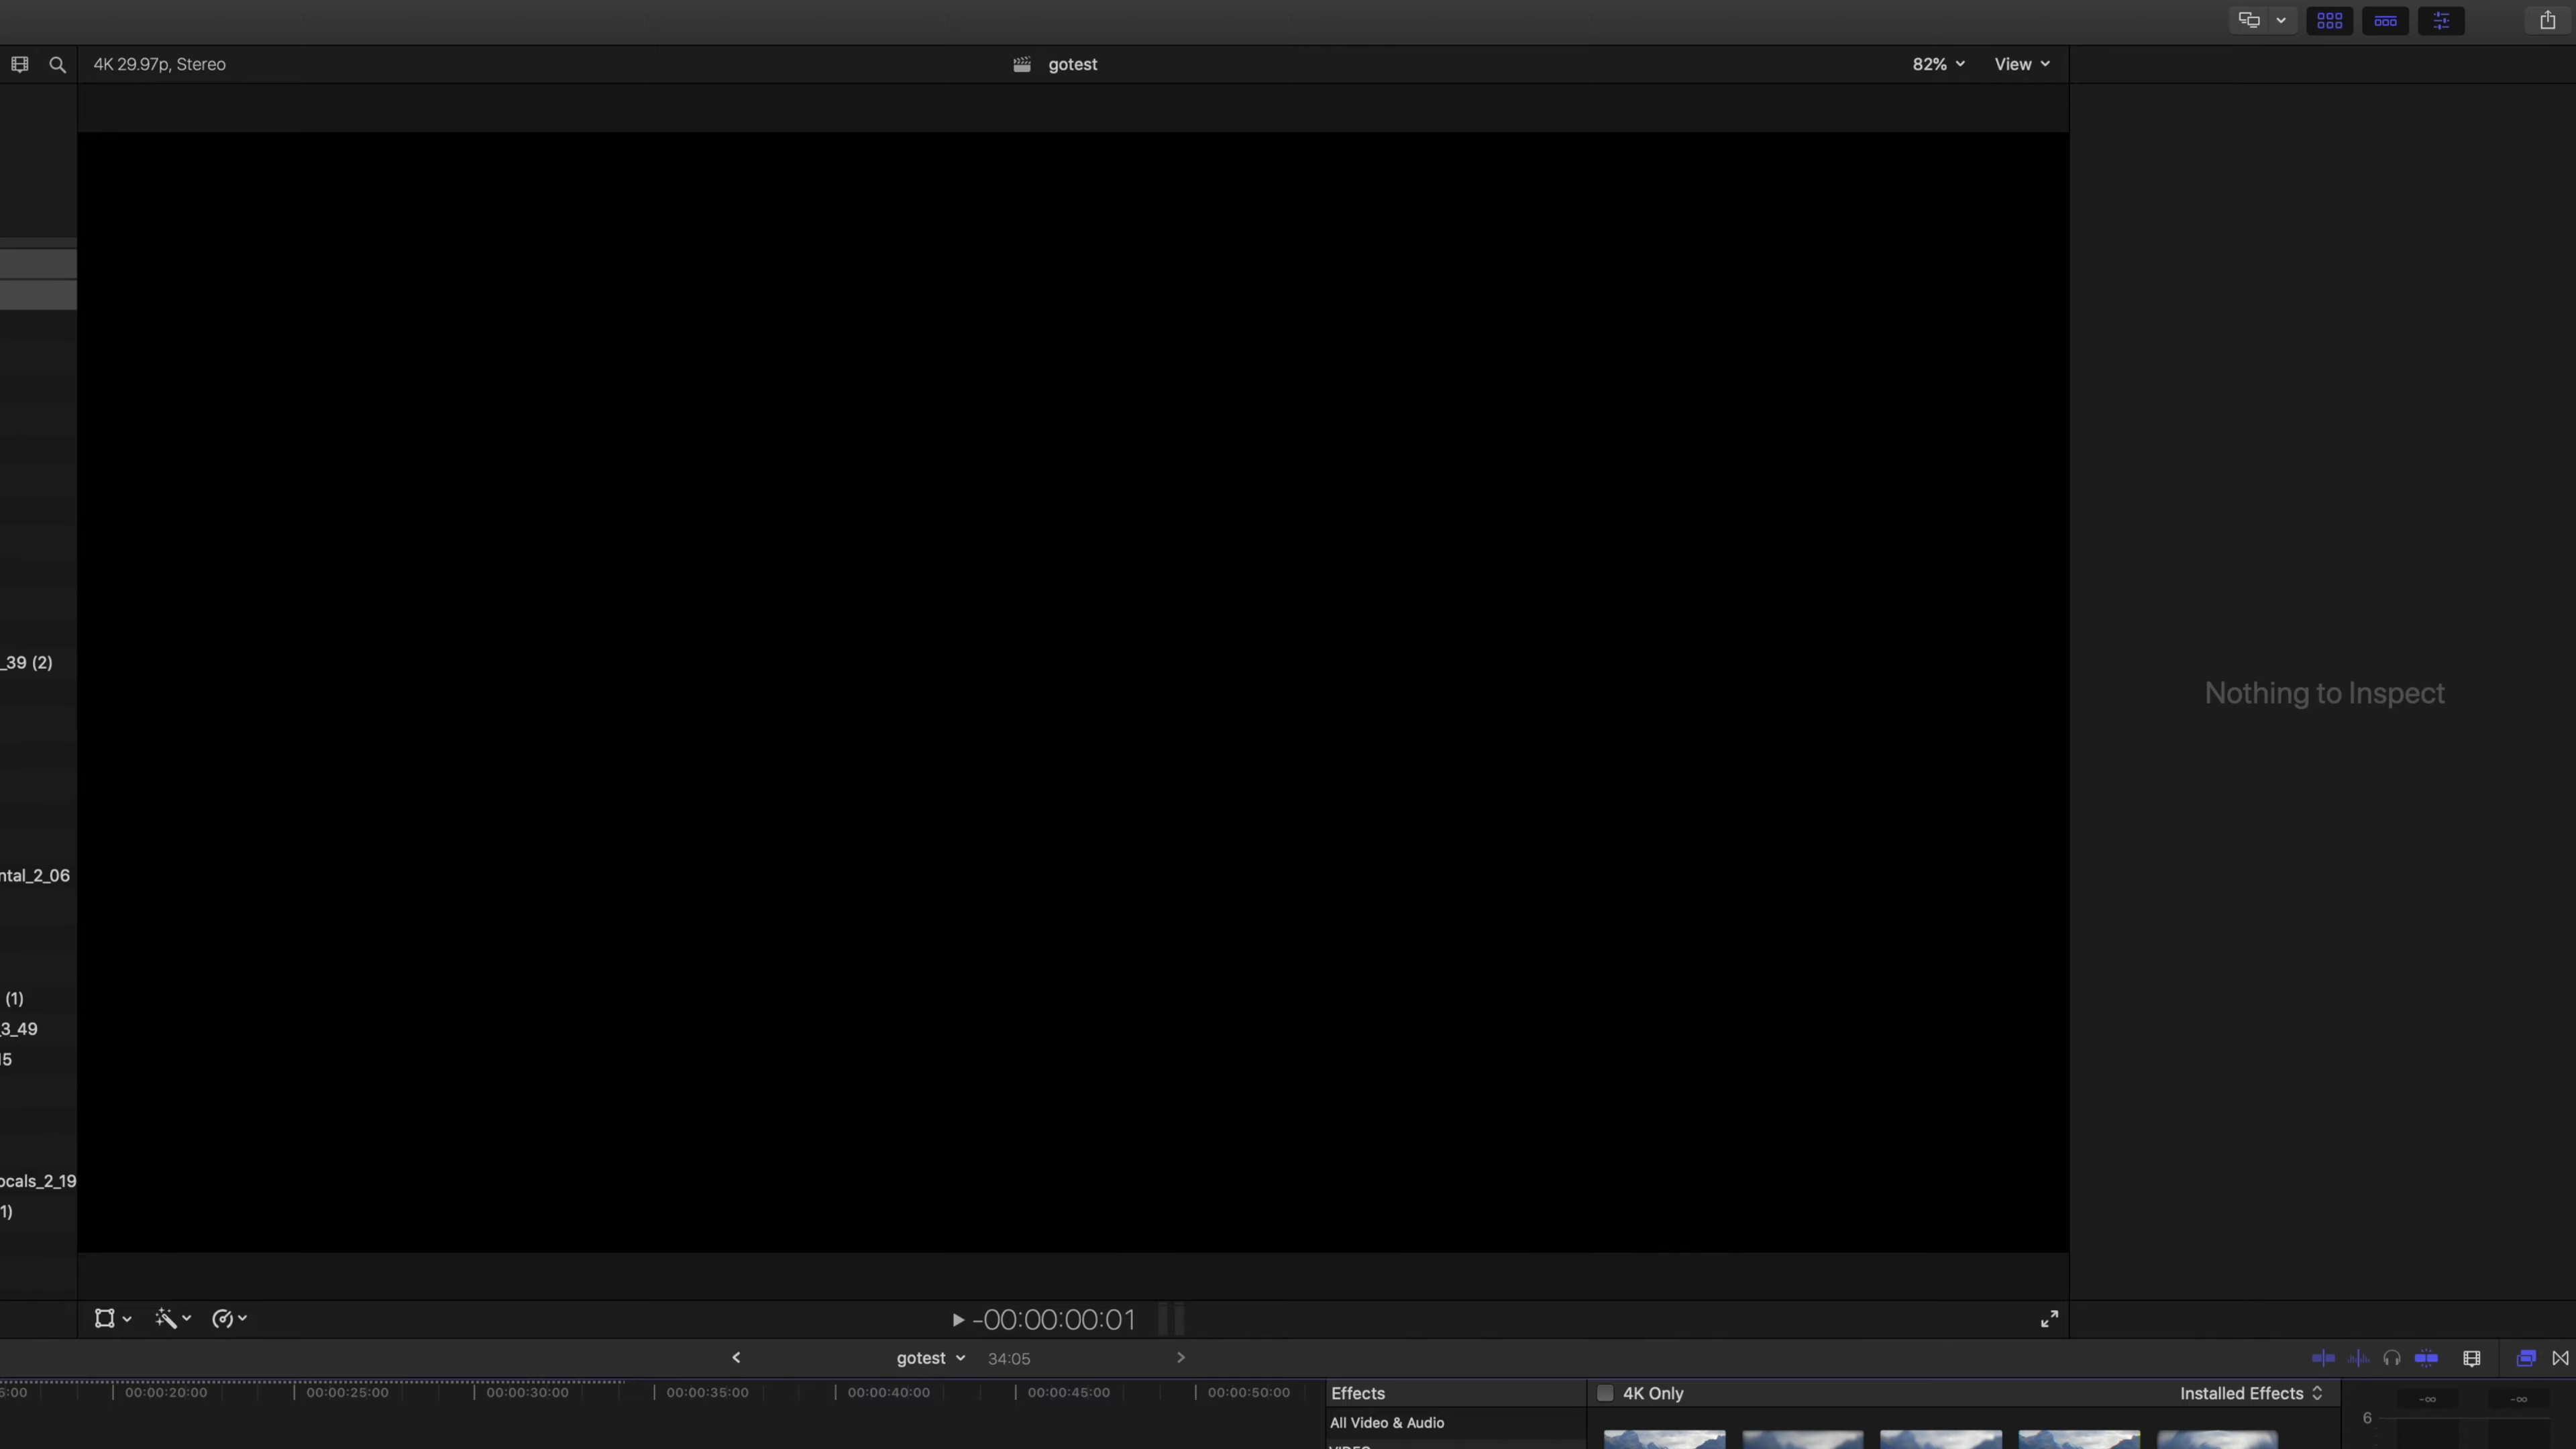 4K 29.97p, Stereo
gotest
82%
View
_39 (2)
ntal_2_06
(1)
_3_49
15
ocals_2_19
1)
Nothing to Inspect
-00:00:00:01
gotest
34:05
5:00
00:00:20:00
00:00:25:00
00:00:30:00
00:00:35:00
00:00:40:00
00:00:45:00
00:00:50:00
Effects
4K Only
Installed Effects
-∞
-∞
All Video & Audio
6
VIDEO